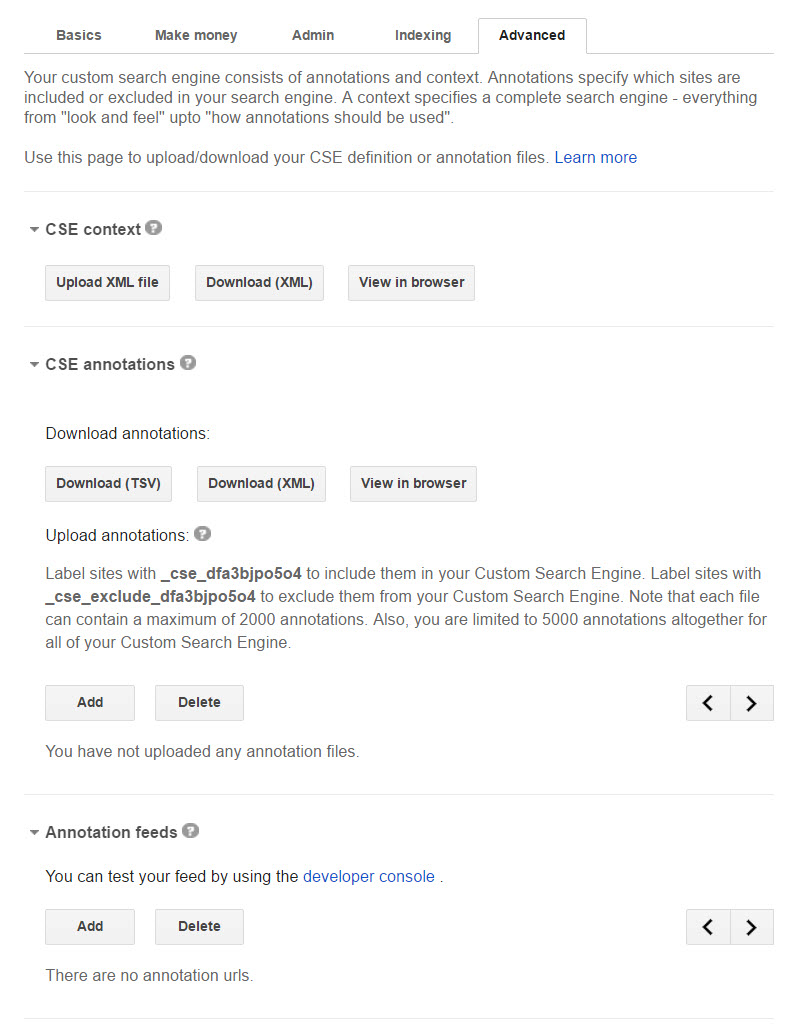 Basics Make money Admin Indexing Advanced
Your custom search engine consists of annotations and context. Annotations specify which sites are
included or excluded in your search engine. A context specifies a complete search engine - everything
from "look and feel" upto "how annotations should be used".
Use this page to upload/download your CSE definition or annotation files. Learn more
CSE context ?
Upload XML file Download (XML) View in browser
CSE annotations ?
Download annotations:
Download (TSV) Download (XML) View in browser
Upload annotations: ?
Label sites with _cse_dfa3bjpo5o4 to include them in your Custom Search Engine. Label sites with
_cse_exclude_dfa3bjpo5o4 to exclude them from your Custom Search Engine. Note that each file
can contain a maximum of 2000 annotations. Also, you are limited to 5000 annotations altogether for
all of your Custom Search Engine.
Add Delete
You have not uploaded any annotation files.
Annotation feeds ?
You can test your feed by using the developer console .
Add Delete
There are no annotation urls.